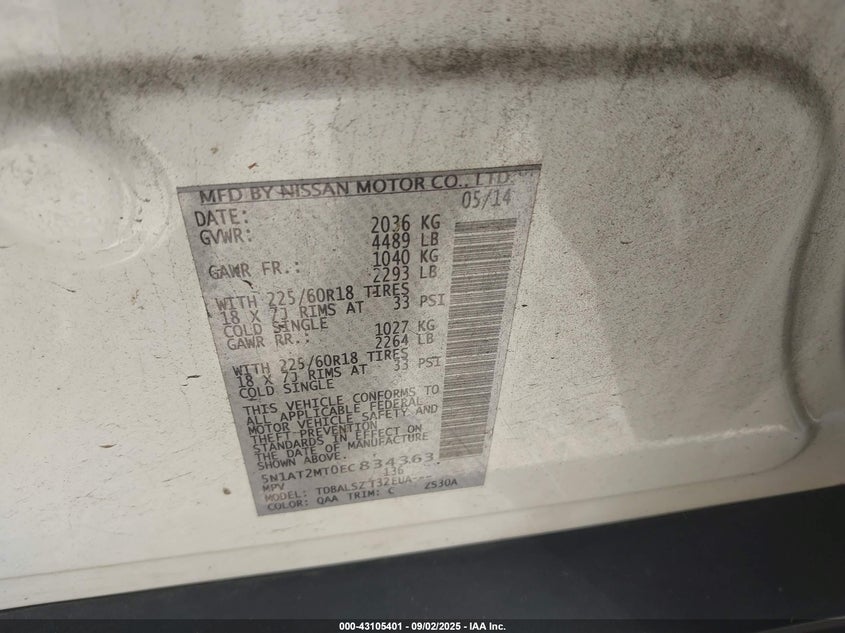 MFD BY NISSAN MOTOR CO., LTD.
DATE: 05/14
GVWR: 2036 KG
4489 LB
GAWR FR.: 1040 KG
2293 LB
WITH 225/60R18 TIRES
18 X 7J RIMS AT 33 PSI
COLD SINGLE
GAWR RR.: 1027 KG
2264 LB
WITH 225/60R18 TIRES
18 X 7J RIMS AT 33 PSI
COLD SINGLE
THIS VEHICLE CONFORMS TO
ALL APPLICABLE FEDERAL
MOTOR VEHICLE SAFETY AND
THEFT PREVENTION
STANDARDS IN EFFECT ON
THE DATE OF MANUFACTURE
SHOWN ABOVE.
5N1AT2MT0EC834363
MPV 136
MODEL: TDBALSZ T32EUA-
COLOR: QAA TRIM: C ZS30A
000-43105401 - 09/02/2025 - IAA Inc.